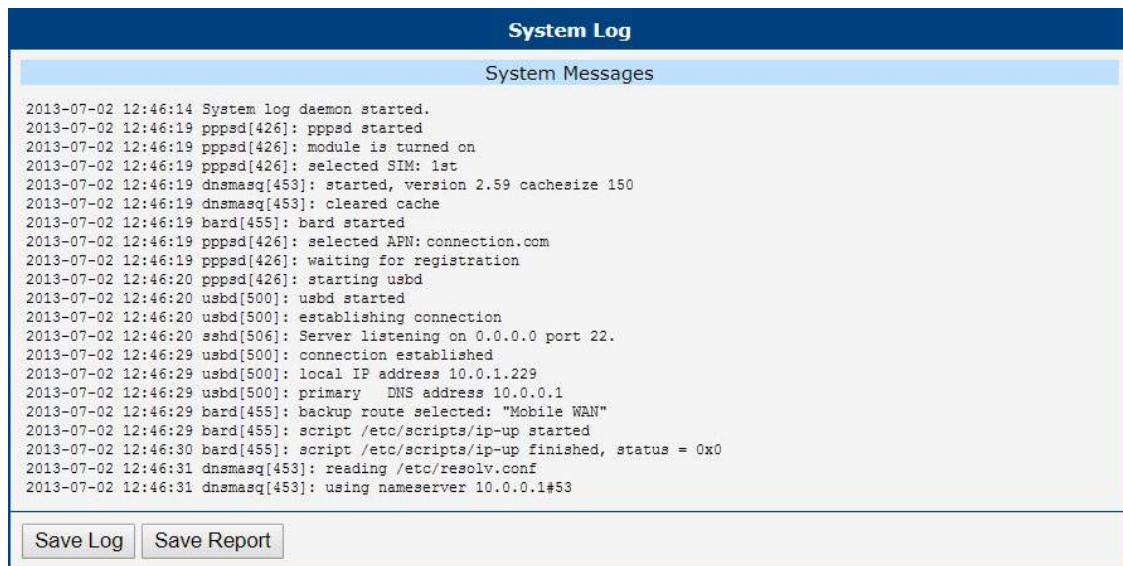 System Log
System Messages
2013-07-02 12:46:14 System log daemon started.
2013-07-02 12:46:19 pppsd[426]: pppsd started
2013-07-02 12:46:19 pppsd[426]: module is turned on
2013-07-02 12:46:19 pppsd[426]: selected SIM: 1st
2013-07-02 12:46:19 dnsmasq[453]: started, version 2.59 cachesize 150
2013-07-02 12:46:19 dnsmasq[453]: cleared cache
2013-07-02 12:46:19 bard[455]: bard started
2013-07-02 12:46:19 pppsd[426]: selected APN: connection.com
2013-07-02 12:46:19 pppsd[426]: waiting for registration
2013-07-02 12:46:20 pppsd[426]: starting usbd
2013-07-02 12:46:20 usbd[500]: usbd started
2013-07-02 12:46:20 usbd[500]: establishing connection
2013-07-02 12:46:20 sshd[506]: Server listening on 0.0.0.0 port 22.
2013-07-02 12:46:29 usbd[500]: connection established
2013-07-02 12:46:29 usbd[500]: local IP address 10.0.1.229
2013-07-02 12:46:29 usbd[500]: primary   DNS address 10.0.0.1
2013-07-02 12:46:29 bard[455]: backup route selected: "Mobile WAN"
2013-07-02 12:46:29 bard[455]: script /etc/scripts/ip-up started
2013-07-02 12:46:30 bard[455]: script /etc/scripts/ip-up finished, status = 0x0
2013-07-02 12:46:31 dnsmasq[453]: reading /etc/resolv.conf
2013-07-02 12:46:31 dnsmasq[453]: using nameserver 10.0.0.1#53
Save Log Save Report